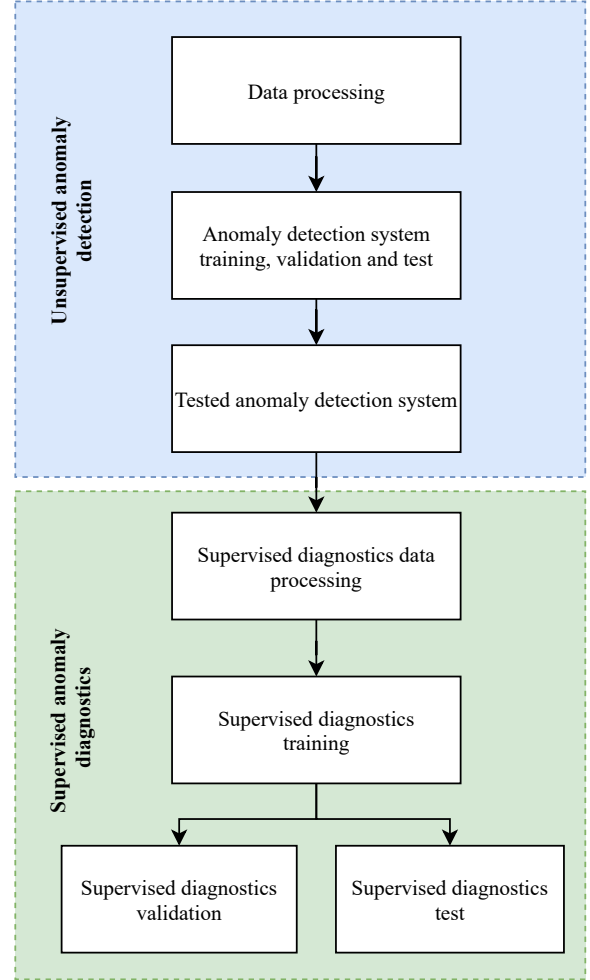 Unsupervised anomaly
detection
Data processing
Anomaly detection system
training, validation and test
Tested anomaly detection system
Supervised anomaly
diagnostics
Supervised diagnostics data
processing
Supervised diagnostics
training
Supervised diagnostics
validation
Supervised diagnostics
test